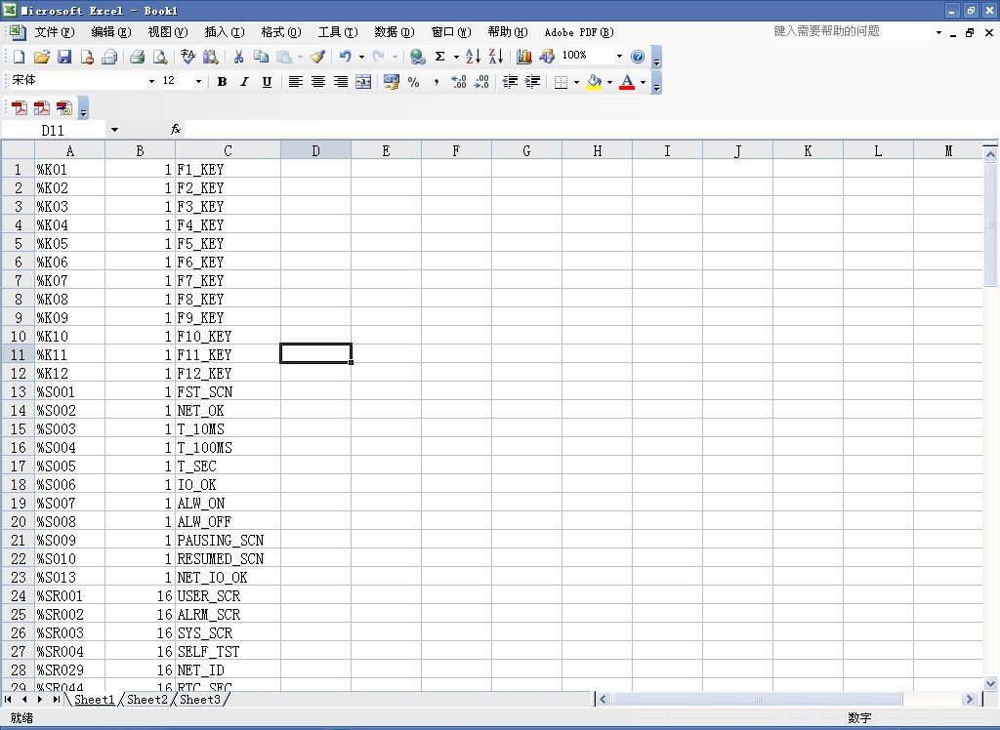 Microsoft Excel - Book1
文件(F) 编辑(E) 视图(V) 插入(I) 格式(O) 工具(T) 数据(D) 窗口(W) 帮助(H) Adobe PDF(B) 键入需要帮助的问题
100%
宋体 12 B I U % ,
D11 fx
A B C D E F G H I J K L M
1 %K01 1 F1_KEY
2 %K02 1 F2_KEY
3 %K03 1 F3_KEY
4 %K04 1 F4_KEY
5 %K05 1 F5_KEY
6 %K06 1 F6_KEY
7 %K07 1 F7_KEY
8 %K08 1 F8_KEY
9 %K09 1 F9_KEY
10 %K10 1 F10_KEY
11 %K11 1 F11_KEY
12 %K12 1 F12_KEY
13 %S001 1 FST_SCN
14 %S002 1 NET_OK
15 %S003 1 T_10MS
16 %S004 1 T_100MS
17 %S005 1 T_SEC
18 %S006 1 IO_OK
19 %S007 1 ALW_ON
20 %S008 1 ALW_OFF
21 %S009 1 PAUSING_SCN
22 %S010 1 RESUMED_SCN
23 %S013 1 NET_IO_OK
24 %SR001 16 USER_SCR
25 %SR002 16 ALRM_SCR
26 %SR003 16 SYS_SCR
27 %SR004 16 SELF_TST
28 %SR029 16 NET_ID
29 %SR044 16 RTC_SEC
Sheet1 Sheet2 Sheet3
就绪 数字